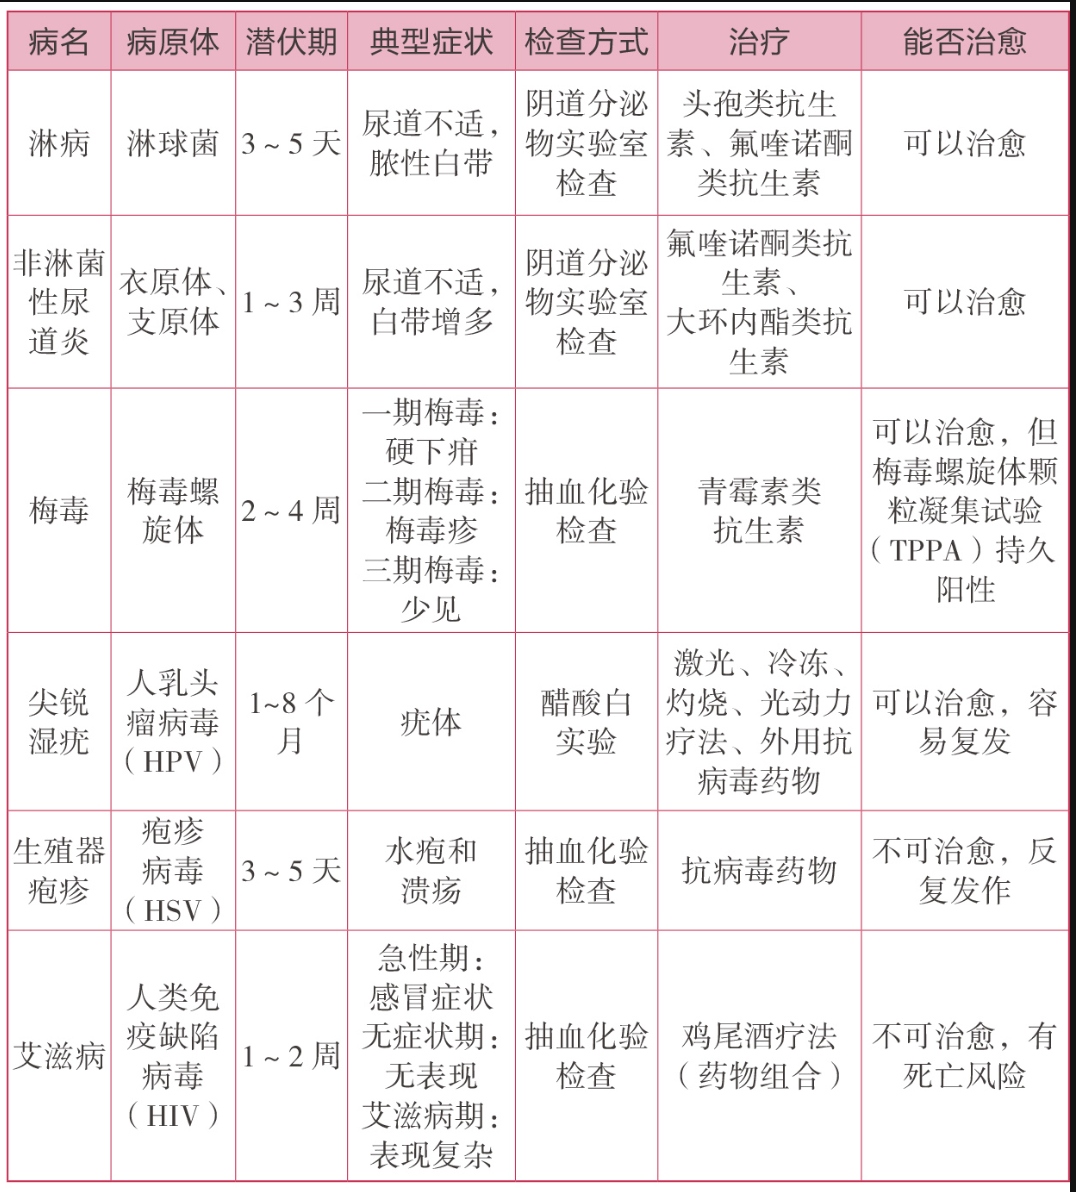 病名 病原体 潜伏期 典型症状 检查方式 治疗 能否治愈
淋病
淋球菌
3~5 天
尿道不适，
脓性白带
阴道分泌
物实验室
检查
头孢类抗生
素、氟喹诺酮
类抗生素
可以治愈
非淋菌
性尿
道炎
衣原体、
支原体
1~3 周
尿道不适，
白带增多
阴道分泌
物实验室
检查
氟喹诺酮类抗
生素、
大环内酯类抗
生素
可以治愈
梅毒
梅毒螺
旋体
2~4 周
一期梅毒：
硬下疳
二期梅毒：
梅毒疹
三期梅毒：
少见
抽血化验
检查
青霉素类
抗生素
可以治愈，但
梅毒螺旋体颗
粒凝集试验
（TPPA）持久
阳性
尖锐
湿疣
人乳头
瘤病毒
（HPV）
1~8 个
月
疣体
醋酸白
实验
激光、冷冻、
灼烧、光动力
疗法、外用抗
病毒药物
可以治愈，容
易复发
生殖器
疱疹
疱疹
病毒
（HSV）
3~5 天
水疱和
溃疡
抽血化验
检查
抗病毒药物
不可治愈，反
复发作
艾滋病
人类免
疫缺陷
病毒
（HIV）
1~2 周
急性期：
感冒症状
无症状期：
无表现
艾滋病期：
表现复杂
抽血化验
检查
鸡尾酒疗法
（药物组合）
不可治愈，有
死亡风险